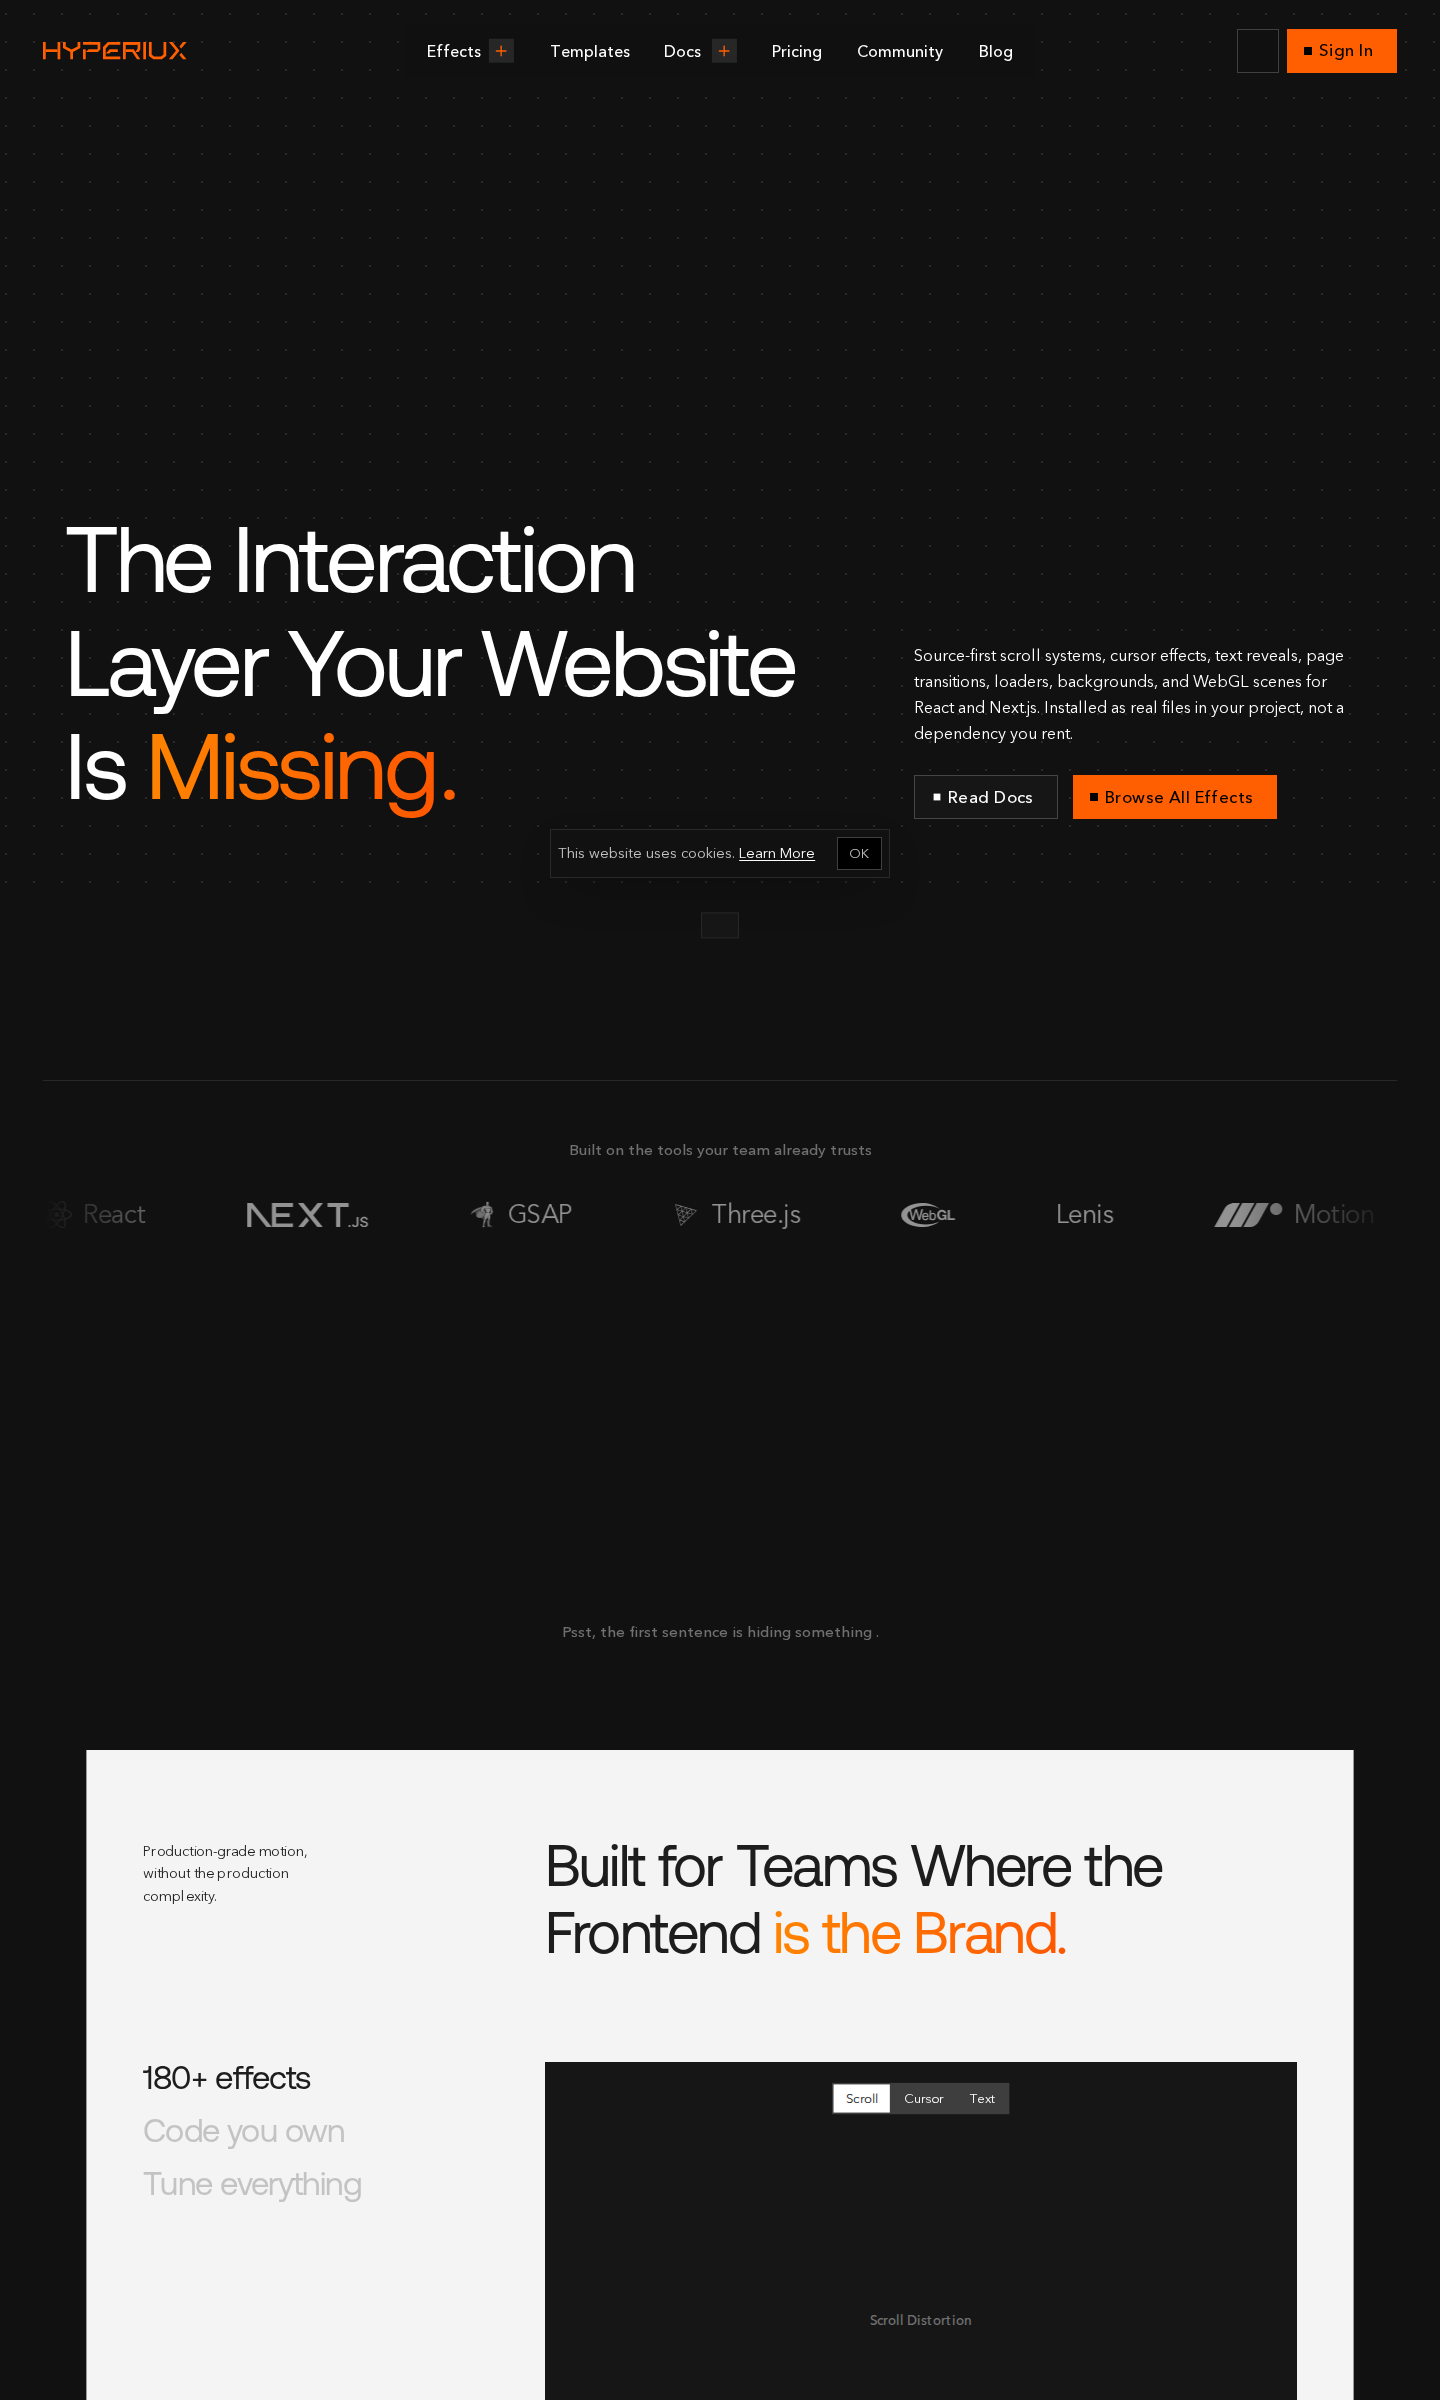 HYPERIUX
Effects + Templates Docs + Pricing Community Blog
Sign In
The Interaction
Layer Your Website
Is Missing.
Source-first scroll systems, cursor effects, text reveals, page
transitions, loaders, backgrounds, and WebGL scenes for
React and Next.js. Installed as real files in your project, not a
dependency you rent.
Read Docs
Browse All Effects
This website uses cookies. Learn More
OK
Built on the tools your team already trusts
React
NEXT.JS
GSAP
Three.js
WebGL
Lenis
Motion
Psst, the first sentence is hiding something .
Production-grade motion,
without the production
complexity.
Built for Teams Where the
Frontend is the Brand.
180+ effects
Code you own
Tune everything
Scroll Cursor Text
Scroll Distortion